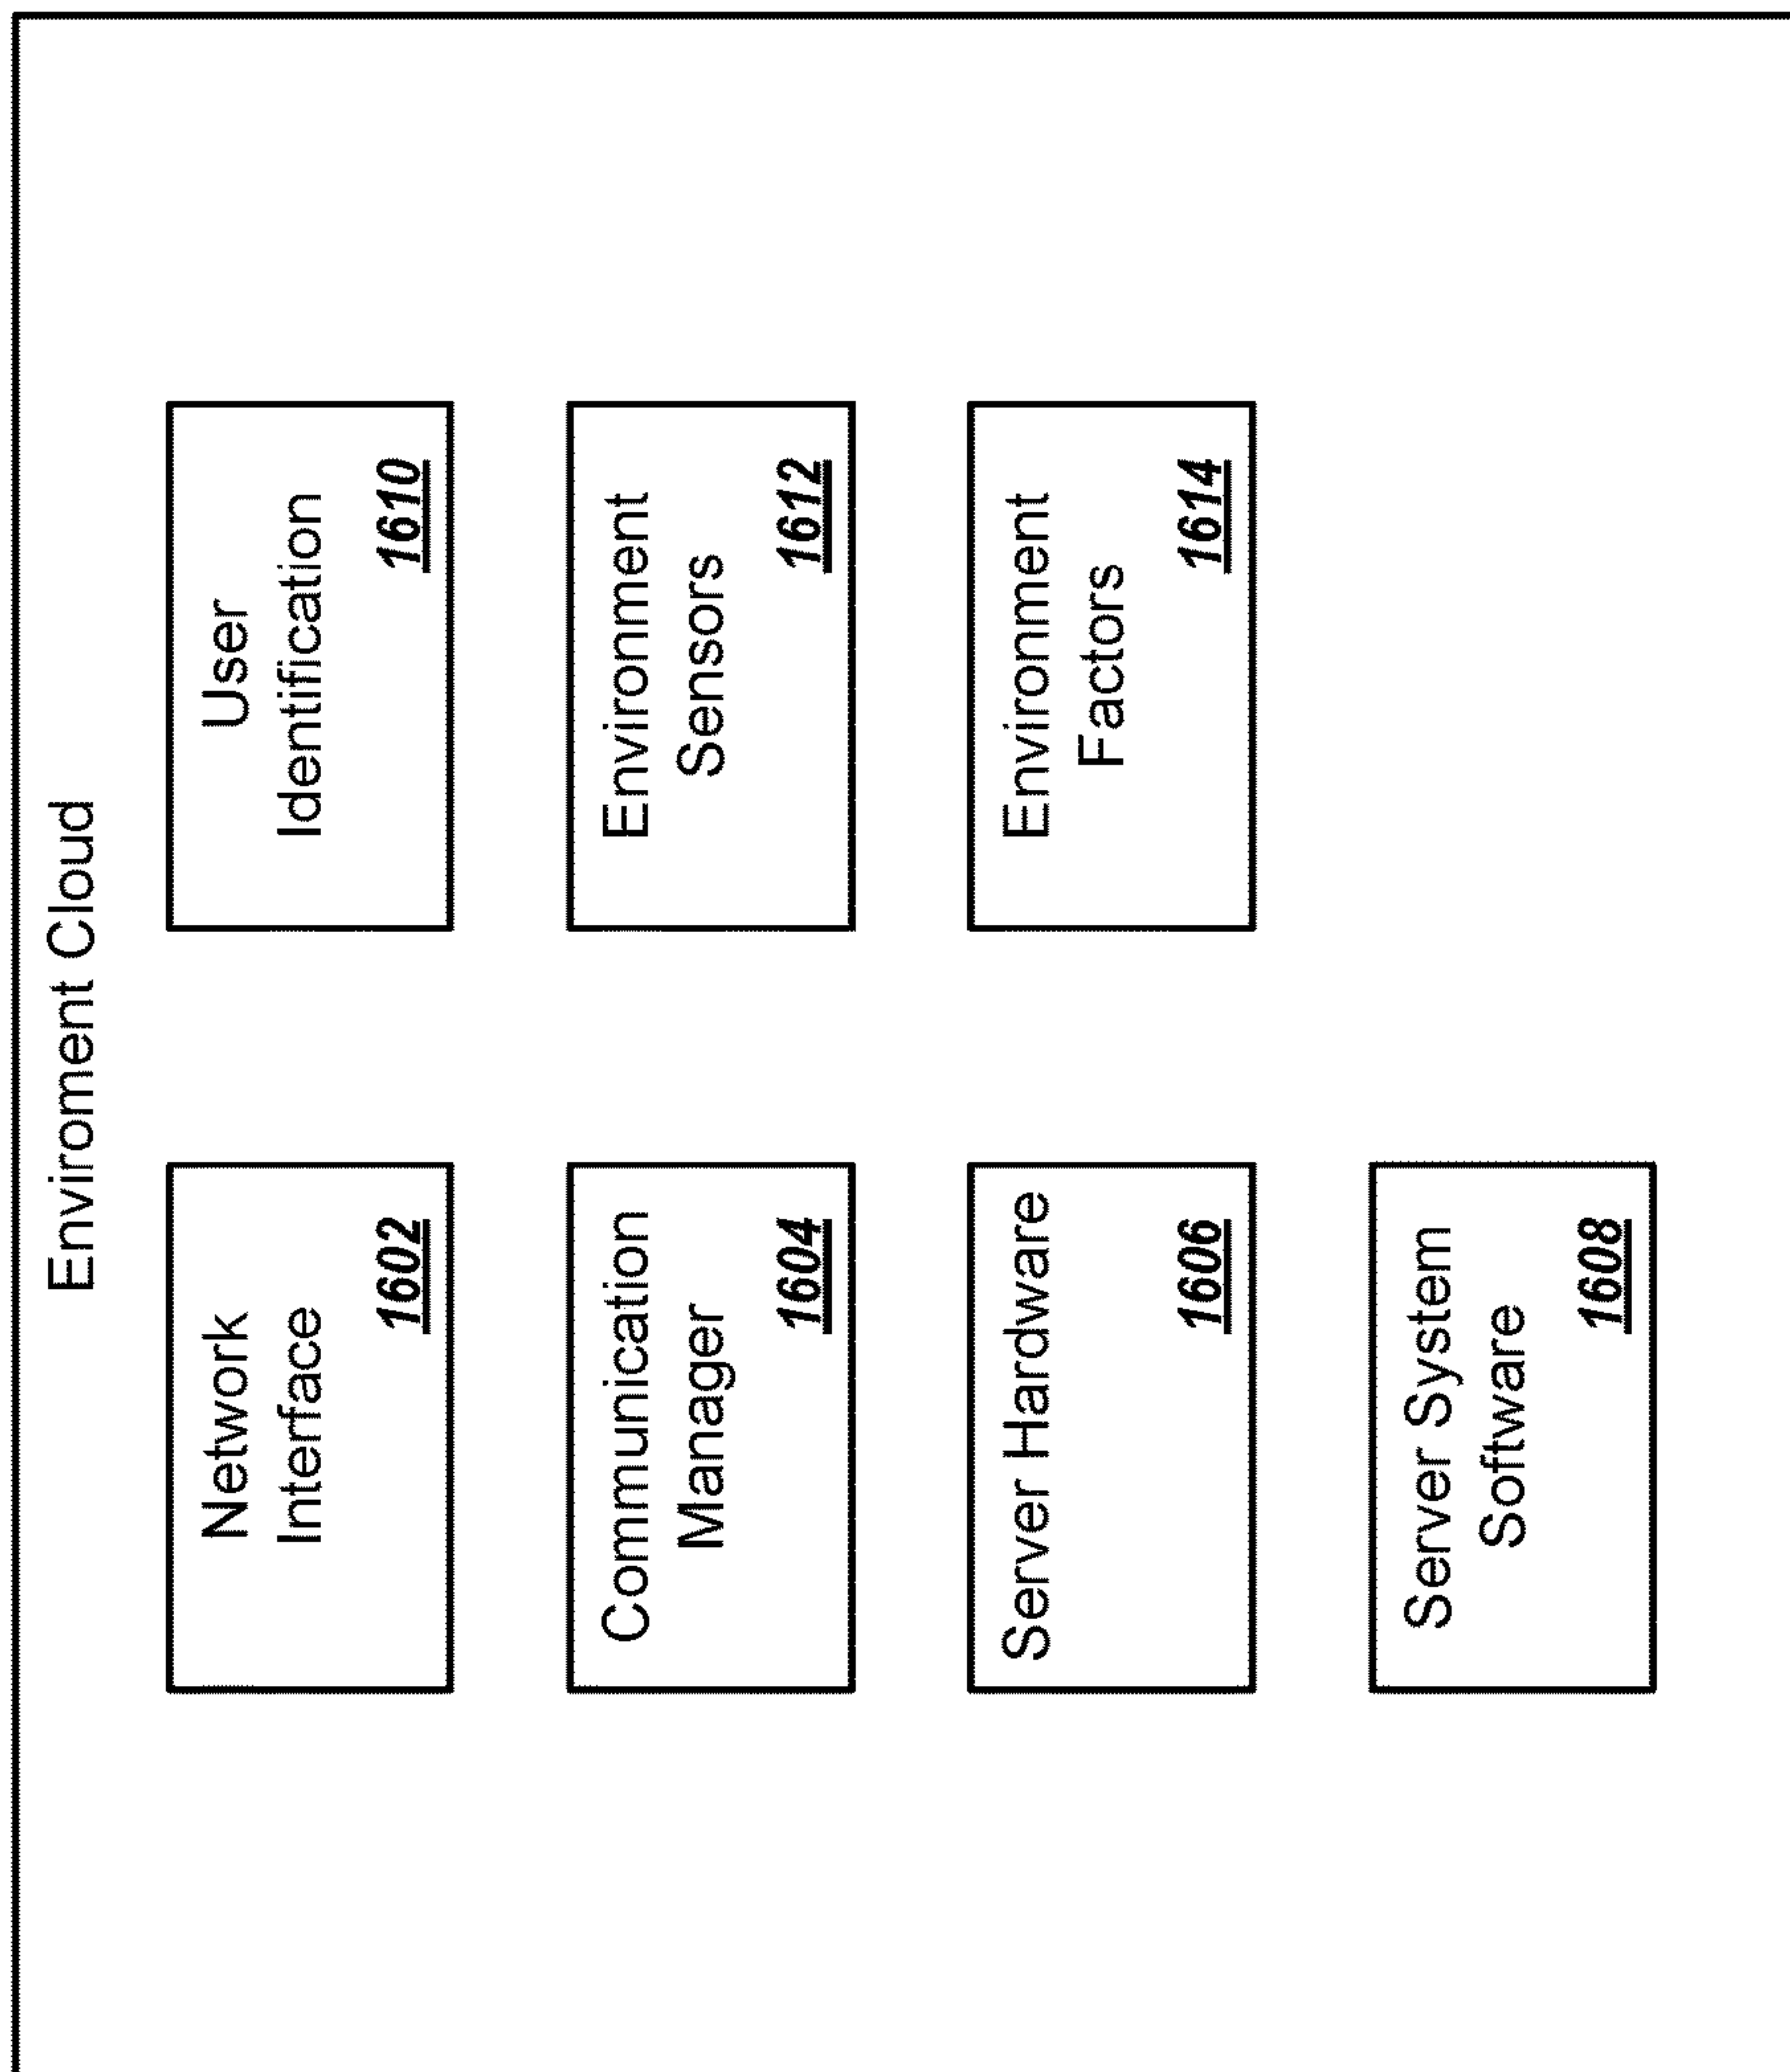 Enviroment Cloud
Network
Interface
1602
Communication
Manager
1604
Server Hardware
1606
Server System
Software
1608
User
Identification
1610
Environment
Sensors
1612
Environment
Factors
1614